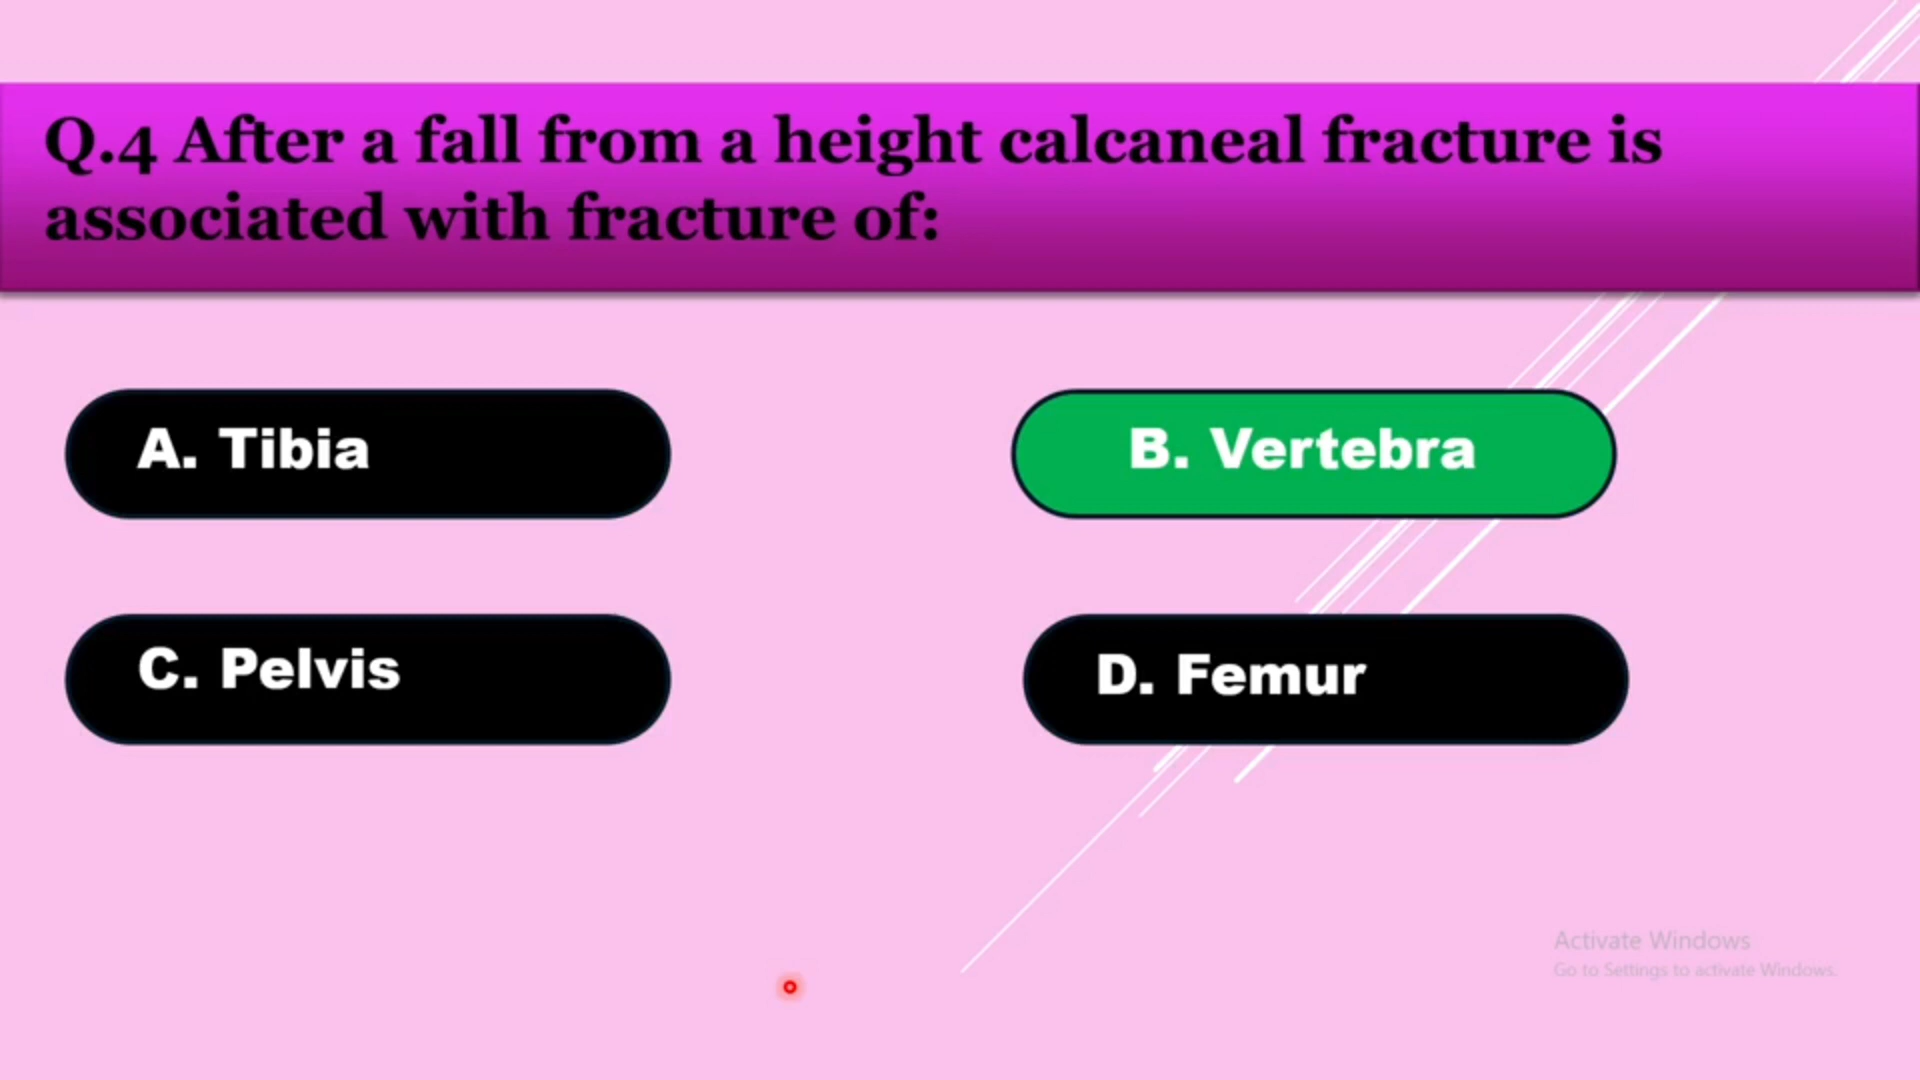 Q.4 After a fall from a height calcaneal fracture is
associated with fracture of:
A. Tibia
B. Vertebra
C. Pelvis
D. Femur
Activate Windows
Go to Settings to activate Windows.